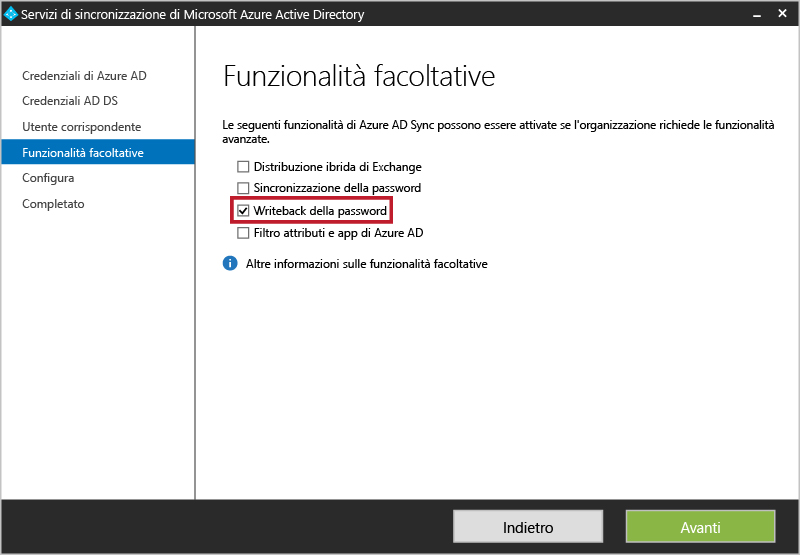 Servizi di sincronizzazione di Microsoft Azure Active Directory
Credenziali di Azure AD
Credenziali AD DS
Utente corrispondente
Funzionalità facoltative
Configura
Completato
Funzionalità facoltative
Le seguenti funzionalità di Azure AD Sync possono essere attivate se l'organizzazione richiede le funzionalità
avanzate.
Distribuzione ibrida di Exchange
Sincronizzazione della password
Writeback della password
Filtro attributi e app di Azure AD
Altre informazioni sulle funzionalità facoltative
Indietro
Avanti